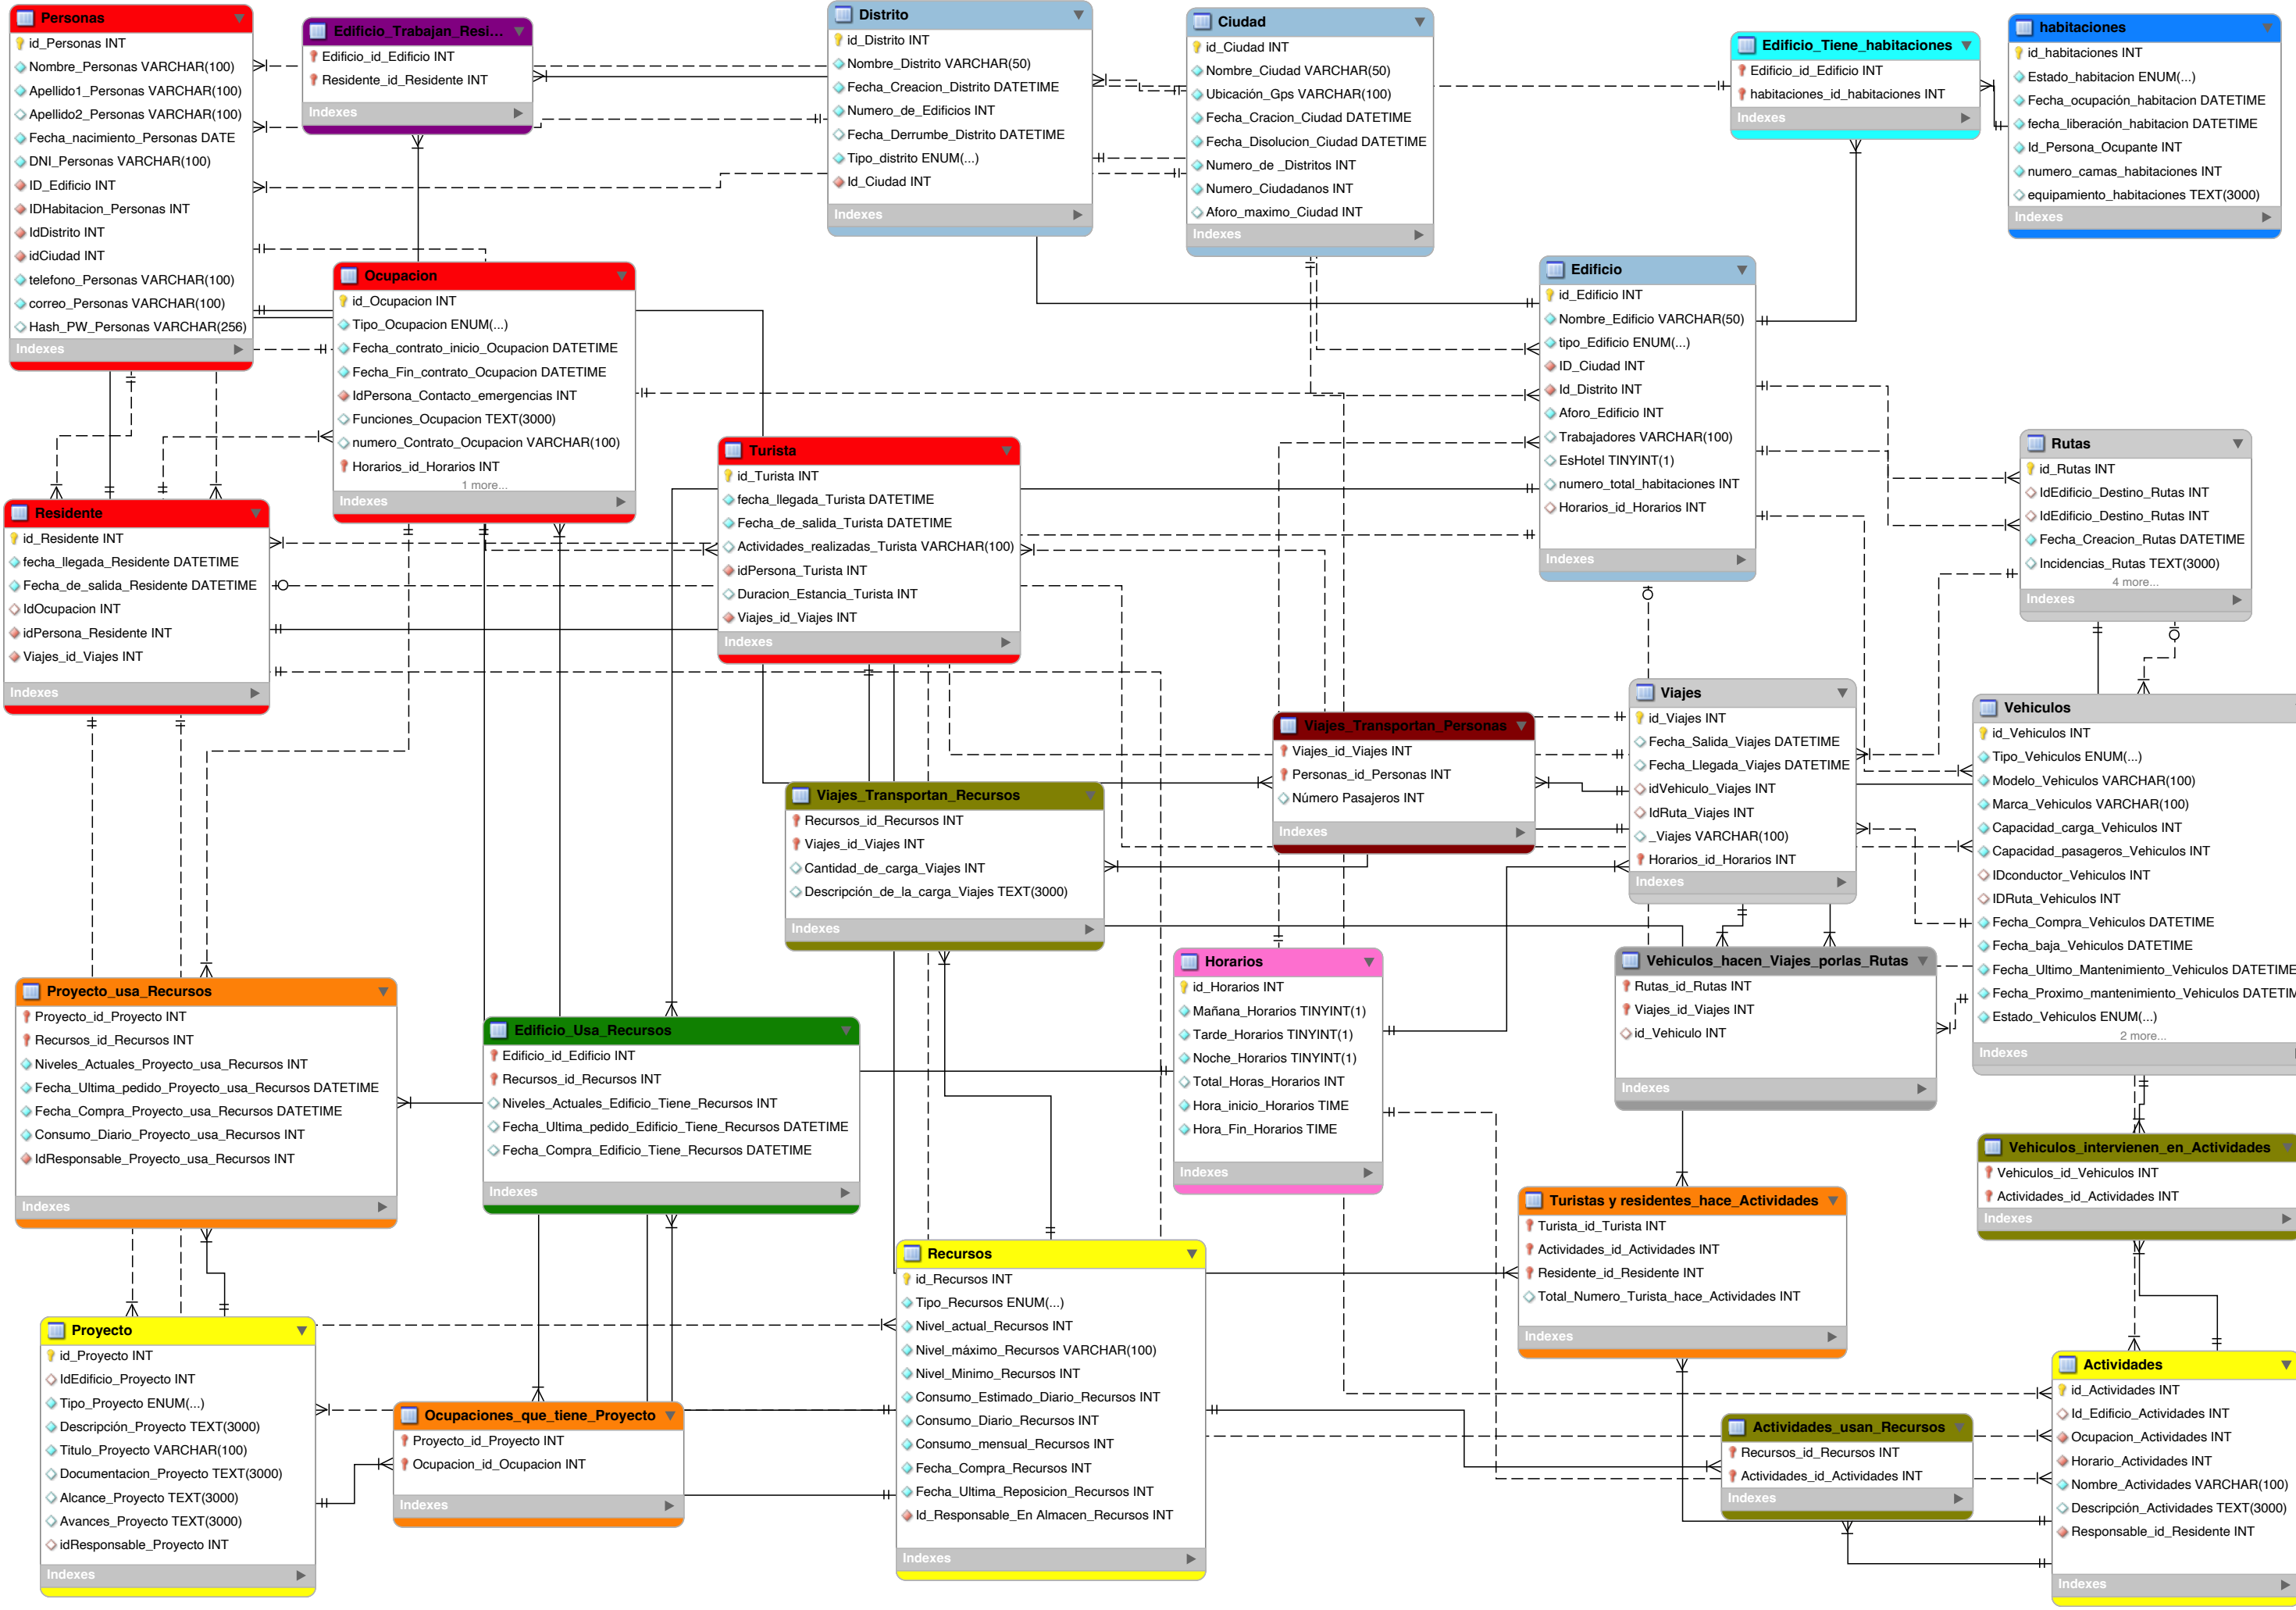 Personas
id_Personas INT
Nombre_Personas VARCHAR(100)
Apellido1_Personas VARCHAR(100)
Apellido2_Personas VARCHAR(100)
Fecha_nacimiento_Personas DATE
DNI_Personas VARCHAR(100)
ID_Edificio INT
IDHabitacion_Personas INT
IdDistrito INT
idCiudad INT
telefono_Personas VARCHAR(100)
correo_Personas VARCHAR(100)
Hash_PW_Personas VARCHAR(256)
Indexes
Edificio_Trabajan_Resi...
Edificio_id_Edificio INT
Residente_id_Residente INT
Indexes
Distrito
id_Distrito INT
Nombre_Distrito VARCHAR(50)
Fecha_Creacion_Distrito DATETIME
Numero_de_Edificios INT
Fecha_Derrumbe_Distrito DATETIME
Tipo_distrito ENUM(...)
Id_Ciudad INT
Indexes
Ciudad
id_Ciudad INT
Nombre_Ciudad VARCHAR(50)
Ubicación_Gps VARCHAR(100)
Fecha_Cracion_Ciudad DATETIME
Fecha_Disolucion_Ciudad DATETIME
Numero_de _Distritos INT
Numero_Ciudadanos INT
Aforo_maximo_Ciudad INT
Indexes
Edificio_Tiene_habitaciones
Edificio_id_Edificio INT
habitaciones_id_habitaciones INT
Indexes
habitaciones
id_habitaciones INT
Estado_habitacion ENUM(...)
Fecha_ocupación_habitacion DATETIME
fecha_liberación_habitacion DATETIME
Id_Persona_Ocupante INT
numero_camas_habitaciones INT
equipamiento_habitaciones TEXT(3000)
Indexes
Ocupacion
id_Ocupacion INT
Tipo_Ocupacion ENUM(...)
Fecha_contrato_inicio_Ocupacion DATETIME
Fecha_Fin_contrato_Ocupacion DATETIME
IdPersona_Contacto_emergencias INT
Funciones_Ocupacion TEXT(3000)
numero_Contrato_Ocupacion VARCHAR(100)
Horarios_id_Horarios INT
1 more...
Indexes
Edificio
id_Edificio INT
Nombre_Edificio VARCHAR(50)
tipo_Edificio ENUM(...)
ID_Ciudad INT
Id_Distrito INT
Aforo_Edificio INT
Trabajadores VARCHAR(100)
EsHotel TINYINT(1)
numero_total_habitaciones INT
Horarios_id_Horarios INT
Indexes
Turista
id_Turista INT
fecha_llegada_Turista DATETIME
Fecha_de_salida_Turista DATETIME
Actividades_realizadas_Turista VARCHAR(100)
idPersona_Turista INT
Duracion_Estancia_Turista INT
Viajes_id_Viajes INT
Indexes
Rutas
id_Rutas INT
IdEdificio_Destino_Rutas INT
IdEdificio_Destino_Rutas INT
Fecha_Creacion_Rutas DATETIME
Incidencias_Rutas TEXT(3000)
4 more...
Indexes
Residente
id_Residente INT
fecha_llegada_Residente DATETIME
Fecha_de_salida_Residente DATETIME
IdOcupacion INT
idPersona_Residente INT
Viajes_id_Viajes INT
Indexes
Viajes_Transportan_Personas
Viajes_id_Viajes INT
Personas_id_Personas INT
Número Pasajeros INT
Indexes
Viajes
id_Viajes INT
Fecha_Salida_Viajes DATETIME
Fecha_Llegada_Viajes DATETIME
idVehiculo_Viajes INT
IdRuta_Viajes INT
_Viajes VARCHAR(100)
Horarios_id_Horarios INT
Indexes
Vehiculos
id_Vehiculos INT
Tipo_Vehiculos ENUM(...)
Modelo_Vehiculos VARCHAR(100)
Marca_Vehiculos VARCHAR(100)
Capacidad_carga_Vehiculos INT
Capacidad_pasageros_Vehiculos INT
IDconductor_Vehiculos INT
IDRuta_Vehiculos INT
Fecha_Compra_Vehiculos DATETIME
Fecha_baja_Vehiculos DATETIME
Fecha_Ultimo_Mantenimiento_Vehiculos DATETIME
Fecha_Proximo_mantenimiento_Vehiculos DATETIM
Estado_Vehiculos ENUM(...)
2 more...
Indexes
Viajes_Transportan_Recursos
Recursos_id_Recursos INT
Viajes_id_Viajes INT
Cantidad_de_carga_Viajes INT
Descripción_de_la_carga_Viajes TEXT(3000)
Indexes
Horarios
id_Horarios INT
Mañana_Horarios TINYINT(1)
Tarde_Horarios TINYINT(1)
Noche_Horarios TINYINT(1)
Total_Horas_Horarios INT
Hora_inicio_Horarios TIME
Hora_Fin_Horarios TIME
Indexes
Vehiculos_hacen_Viajes_porlas_Rutas
Rutas_id_Rutas INT
Viajes_id_Viajes INT
id_Vehiculo INT
Indexes
Proyecto_usa_Recursos
Proyecto_id_Proyecto INT
Recursos_id_Recursos INT
Niveles_Actuales_Proyecto_usa_Recursos INT
Fecha_Ultima_pedido_Proyecto_usa_Recursos DATETIME
Fecha_Compra_Proyecto_usa_Recursos DATETIME
Consumo_Diario_Proyecto_usa_Recursos INT
IdResponsable_Proyecto_usa_Recursos INT
Indexes
Edificio_Usa_Recursos
Edificio_id_Edificio INT
Recursos_id_Recursos INT
Niveles_Actuales_Edificio_Tiene_Recursos INT
Fecha_Ultima_pedido_Edificio_Tiene_Recursos DATETIME
Fecha_Compra_Edificio_Tiene_Recursos DATETIME
Indexes
Vehiculos_intervienen_en_Actividades
Vehiculos_id_Vehiculos INT
Actividades_id_Actividades INT
Indexes
Turistas y residentes_hace_Actividades
Turista_id_Turista INT
Actividades_id_Actividades INT
Residente_id_Residente INT
Total_Numero_Turista_hace_Actividades INT
Indexes
Recursos
id_Recursos INT
Tipo_Recursos ENUM(...)
Nivel_actual_Recursos INT
Nivel_máximo_Recursos VARCHAR(100)
Nivel_Minimo_Recursos INT
Consumo_Estimado_Diario_Recursos INT
Consumo_Diario_Recursos INT
Consumo_mensual_Recursos INT
Fecha_Compra_Recursos INT
Fecha_Ultima_Reposicion_Recursos INT
Id_Responsable_En Almacen_Recursos INT
Indexes
Proyecto
id_Proyecto INT
IdEdificio_Proyecto INT
Tipo_Proyecto ENUM(...)
Descripción_Proyecto TEXT(3000)
Titulo_Proyecto VARCHAR(100)
Documentacion_Proyecto TEXT(3000)
Alcance_Proyecto TEXT(3000)
Avances_Proyecto TEXT(3000)
idResponsable_Proyecto INT
Indexes
Ocupaciones_que_tiene_Proyecto
Proyecto_id_Proyecto INT
Ocupacion_id_Ocupacion INT
Indexes
Actividades_usan_Recursos
Recursos_id_Recursos INT
Actividades_id_Actividades INT
Indexes
Actividades
id_Actividades INT
Id_Edificio_Actividades INT
Ocupacion_Actividades INT
Horario_Actividades INT
Nombre_Actividades VARCHAR(100)
Descripción_Actividades TEXT(3000)
Responsable_id_Residente INT
Indexes